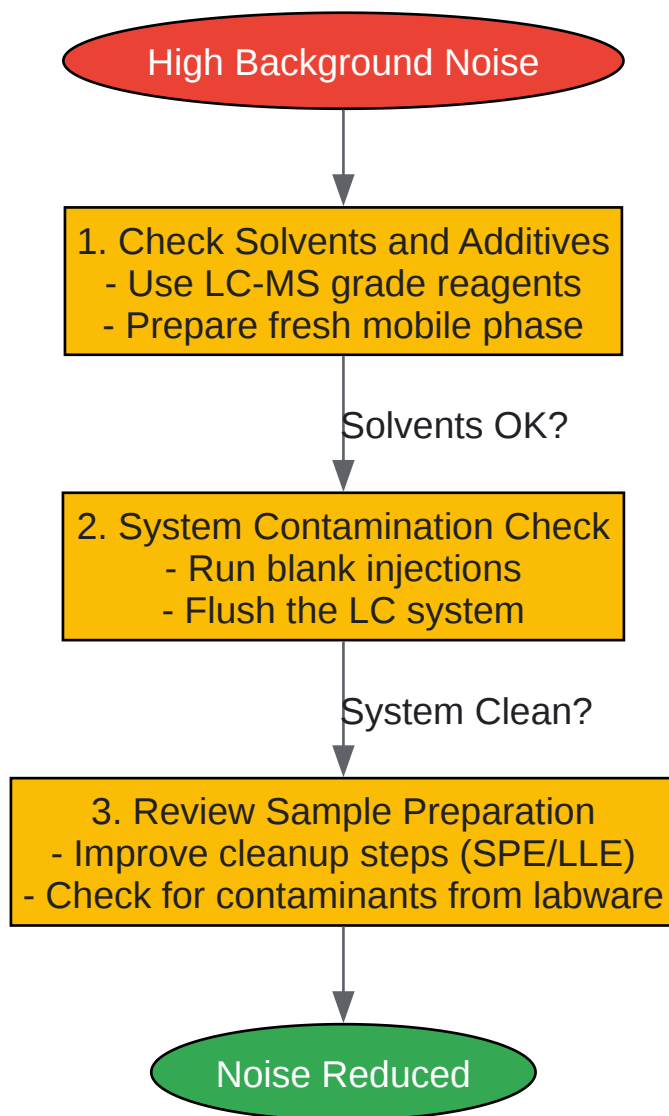 High Background Noise
1. Check Solvents and Additives
- Use LC-MS grade reagents
- Prepare fresh mobile phase
Solvents OK?
2. System Contamination Check
- Run blank injections
- Flush the LC system
System Clean?
3. Review Sample Preparation
- Improve cleanup steps (SPE/LLE)
- Check for contaminants from labware
Noise Reduced